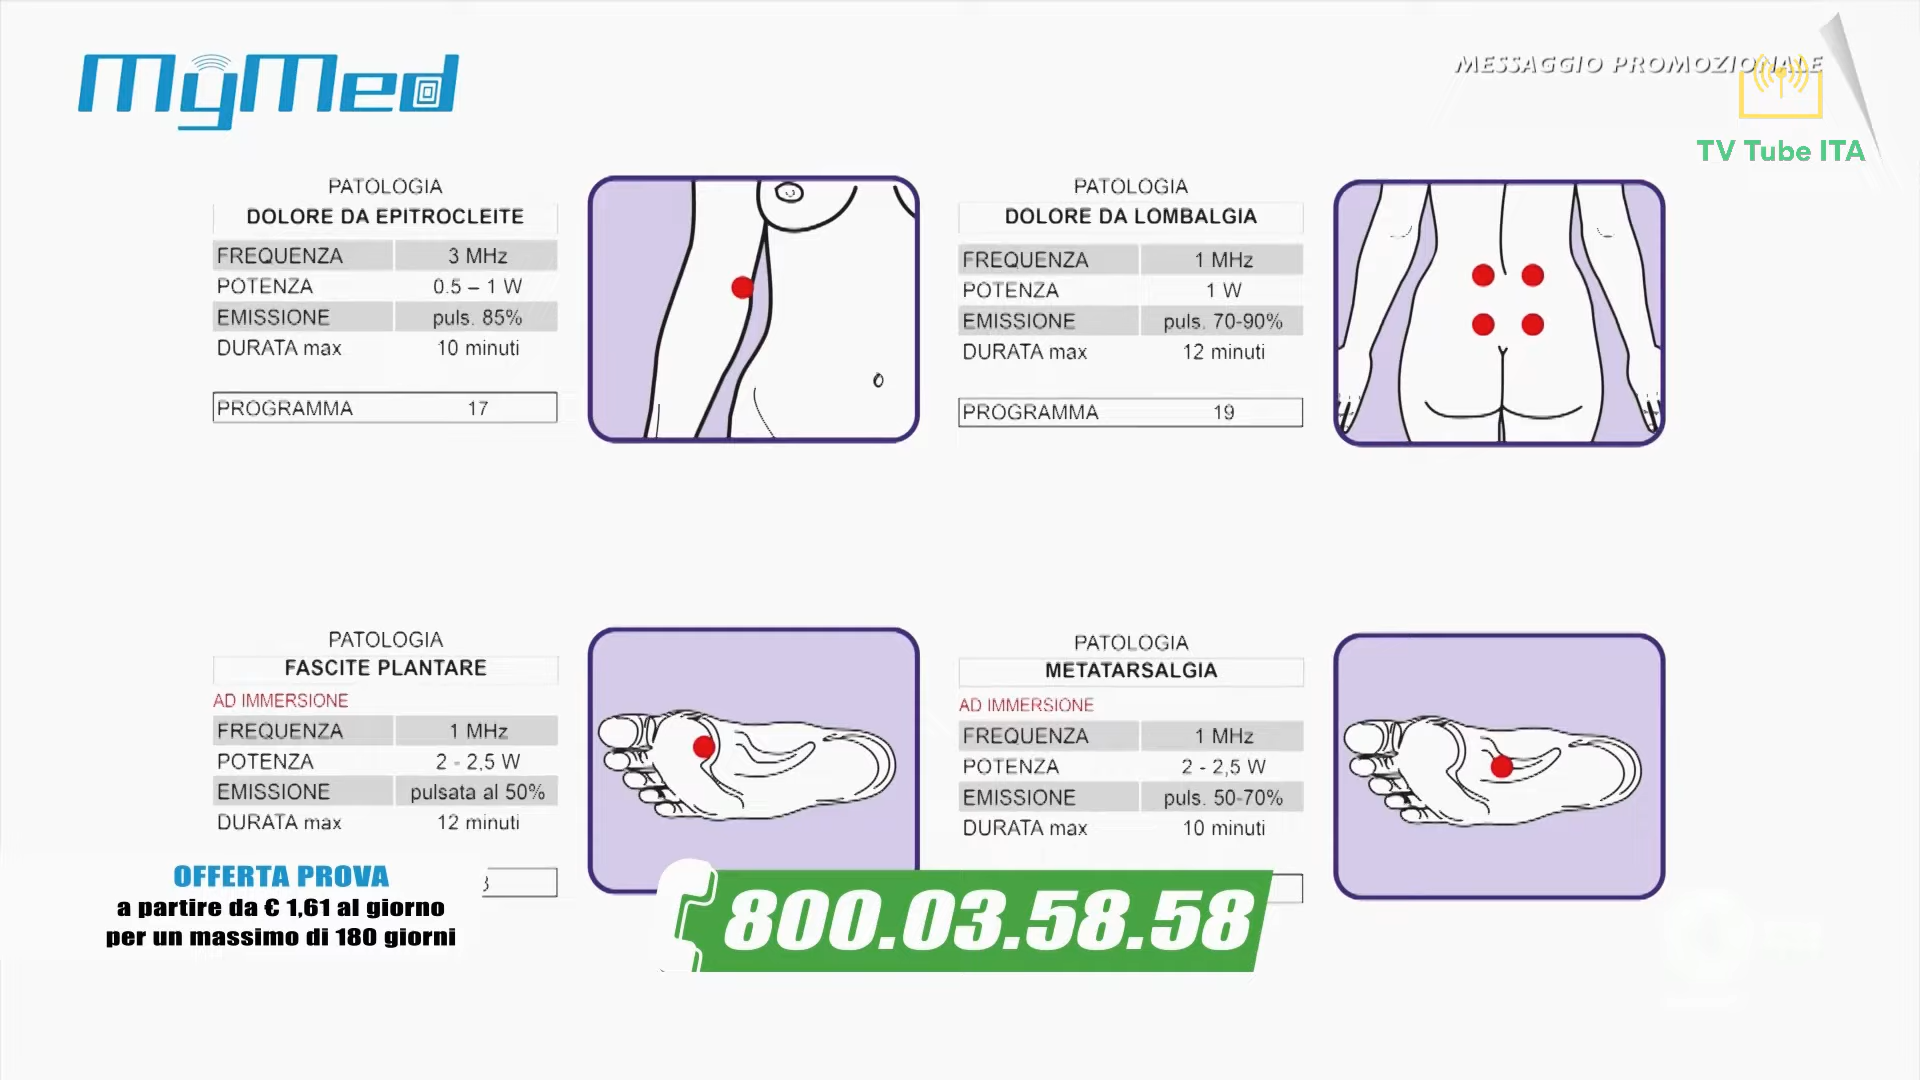 MyMed
MESSAGGIO PROMOZIONALE
TV Tube ITA
PATOLOGIA
DOLORE DA EPITROCLEITE
FREQUENZA 3 MHz
POTENZA 0.5 – 1 W
EMISSIONE puls. 85%
DURATA max 10 minuti
PROGRAMMA 17
PATOLOGIA
DOLORE DA LOMBALGIA
FREQUENZA 1 MHz
POTENZA 1 W
EMISSIONE puls. 70-90%
DURATA max 12 minuti
PROGRAMMA 19
PATOLOGIA
FASCITE PLANTARE
AD IMMERSIONE
FREQUENZA 1 MHz
POTENZA 2 - 2,5 W
EMISSIONE pulsata al 50%
DURATA max 12 minuti
PATOLOGIA
METATARSALGIA
AD IMMERSIONE
FREQUENZA 1 MHz
POTENZA 2 - 2,5 W
EMISSIONE puls. 50-70%
DURATA max 10 minuti
OFFERTA PROVA
a partire da € 1,61 al giorno
per un massimo di 180 giorni
800.03.58.58